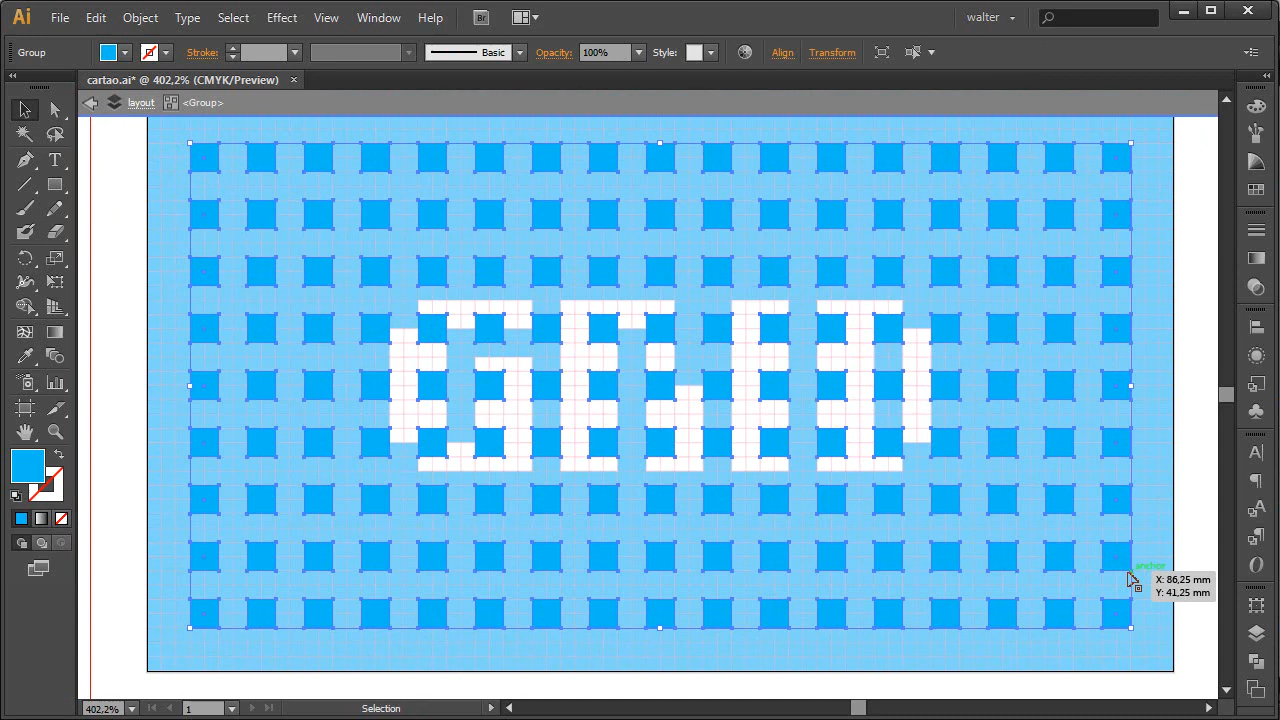 Ai File Edit Object Type Select Effect View Window Help Br walter
Group Stroke: Basic Opacity: 100% Style: Align Transform
cartao.ai* @ 402,2% (CMYK/Preview) ×
layout <Group>
anchor
X: 86,25 mm
Y: 41,25 mm
402,2% 1 Selection